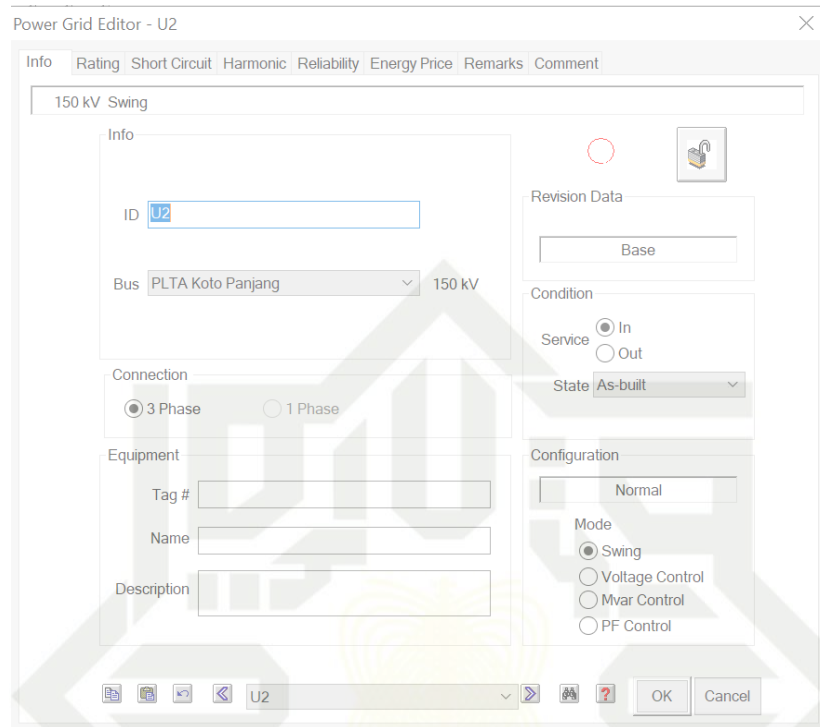 Power Grid Editor - U2
Info Rating Short Circuit Harmonic Reliability Energy Price Remarks Comment
150 kV Swing
Info
ID U2
Bus PLTA Koto Panjang 150 kV
Revision Data
Base
Condition
Service In
Out
State As-built
Connection
3 Phase 1 Phase
Equipment
Tag #
Name
Description
Configuration
Normal
Mode
Swing
Voltage Control
Mvar Control
PF Control
U2
? OK Cancel